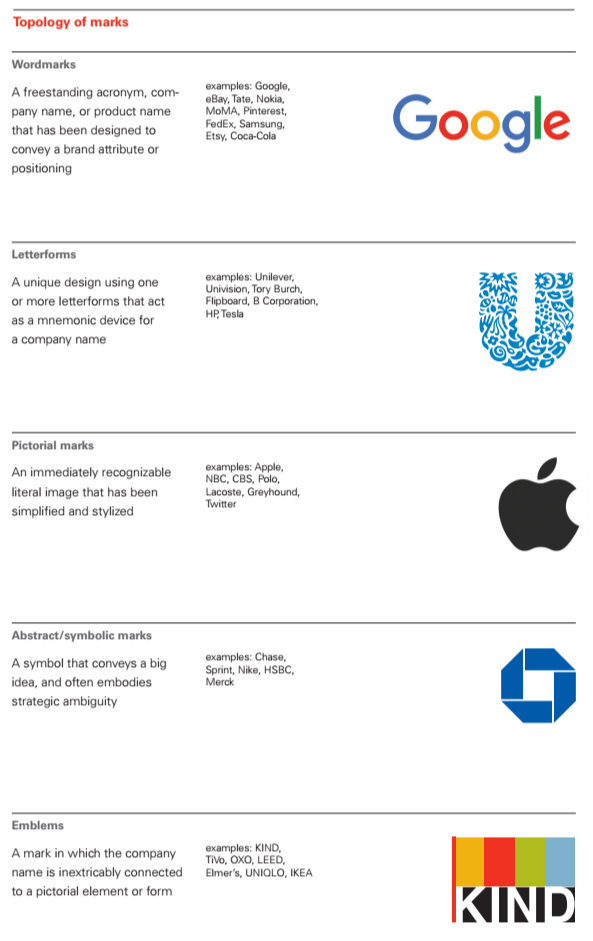 Topology of marks
Wordmarks
A freestanding acronym, com-
pany name, or product name
that has been designed to
convey a brand attribute or
positioning
examples: Google,
eBay, Tate, Nokia,
MoMA, Pinterest,
FedEx, Samsung,
Etsy, Coca-Cola
Google
Letterforms
A unique design using one
or more letterforms that act
as a mnemonic device for
a company name
examples: Unilever,
Univision, Tory Burch,
Flipboard, B Corporation,
HP, Tesla
U
Pictorial marks
An immediately recognizable
literal image that has been
simplified and stylized
examples: Apple,
NBC, CBS, Polo,
Lacoste, Greyhound,
Twitter
Abstract/symbolic marks
A symbol that conveys a big
idea, and often embodies
strategic ambiguity
examples: Chase,
Sprint, Nike, HSBC,
Merck
Emblems
A mark in which the company
name is inextricably connected
to a pictorial element or form
examples: KIND,
TiVo, OXO, LEED,
Elmer's, UNIQLO, IKEA
KIND